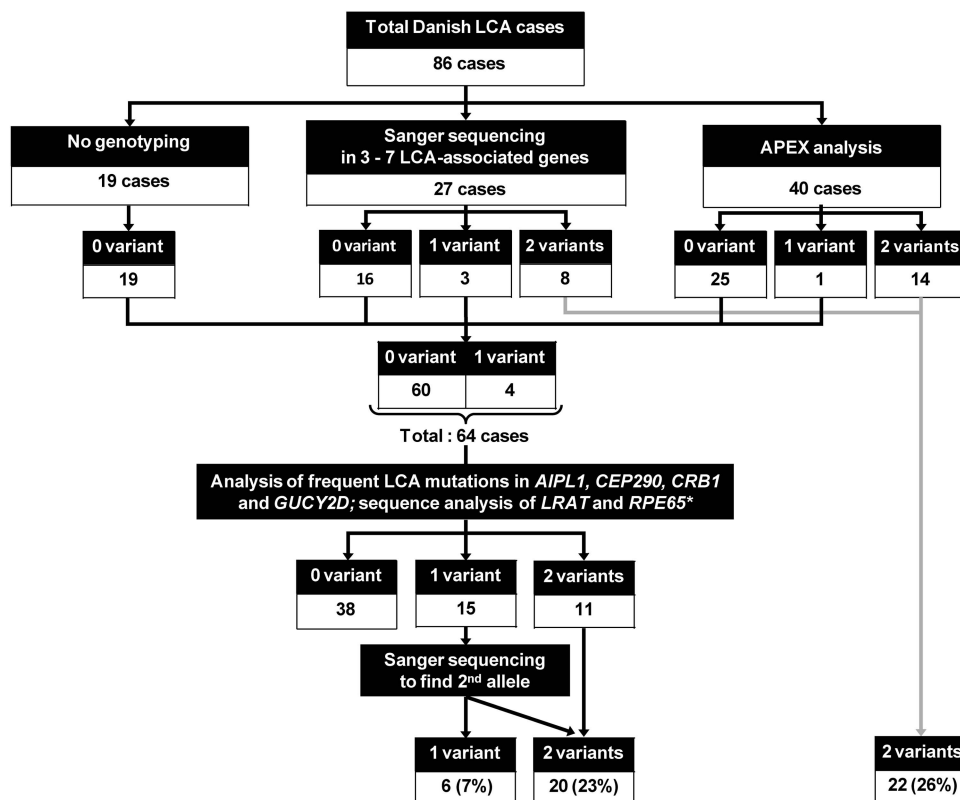 Total Danish LCA cases
86 cases
No genotyping
19 cases
Sanger sequencing
in 3 - 7 LCA-associated genes
27 cases
APEX analysis
40 cases
0 variant
19
0 variant 1 variant 2 variants
16 3 8
0 variant 1 variant 2 variants
25 1 14
0 variant 1 variant
60 4
Total : 64 cases
Analysis of frequent LCA mutations in AIPL1, CEP290, CRB1
and GUCY2D; sequence analysis of LRAT and RPE65*
0 variant 1 variant 2 variants
38 15 11
Sanger sequencing
to find 2nd allele
1 variant 2 variants 2 variants
6 (7%) 20 (23%) 22 (26%)